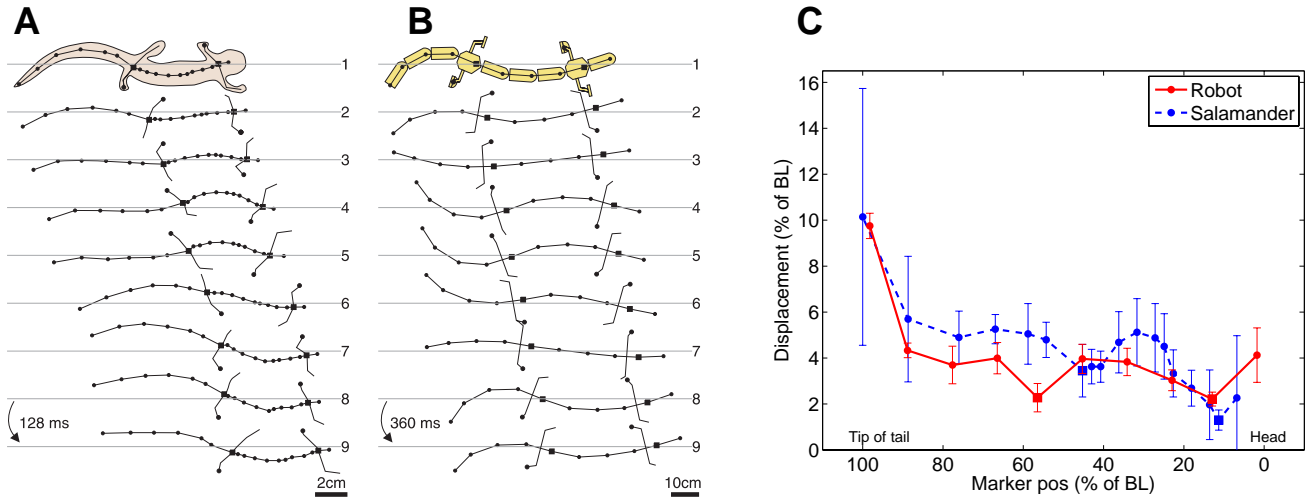 A
1
2
3
4
5
6
7
8
9
128 ms
2cm
B
1
2
3
4
5
6
7
8
9
360 ms
10cm
C
Displacement (% of BL)
16
14
12
10
8
6
4
2
0
Robot
Salamander
Tip of tail
Head
100
80
60
40
20
0
Marker pos (% of BL)